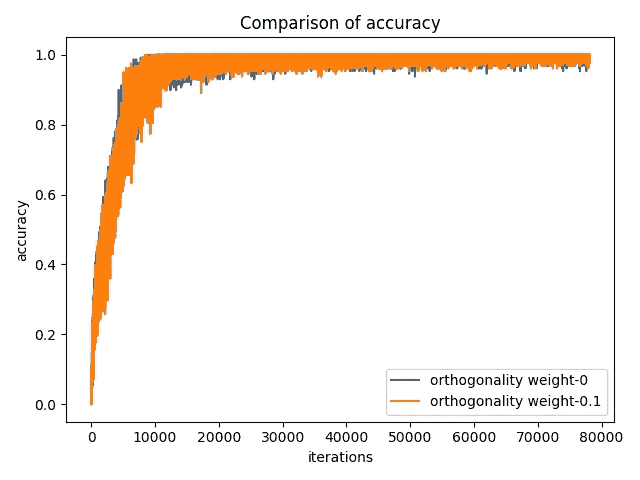 Comparison of accuracy
1.0
0.8
0.6
0.4
0.2
0.0
accuracy
orthogonality weight-0
orthogonality weight-0.1
0 10000 20000 30000 40000 50000 60000 70000 80000
iterations